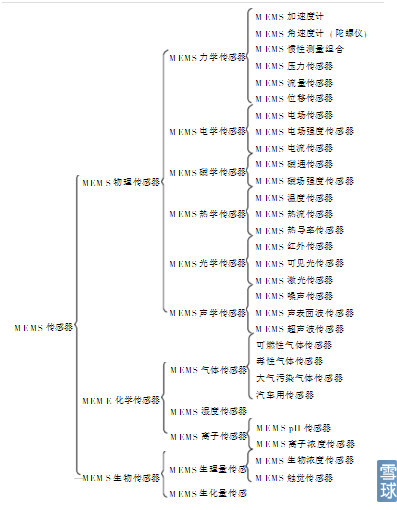 MEMS 加速度计
MEMS 角速度计（陀螺仪）
MEMS 惯性测量组合
MEMS 力学传感器
MEMS 压力传感器
MEMS 流量传感器
MEMS 位移传感器
MEMS 电场传感器
MEMS 电学传感器
MEMS 电场强度传感器
MEMS 电流传感器
MEMS 磁通传感器
MEMS 磁学传感器
MEMS 物理传感器
MEMS 磁场强度传感器
MEMS 温度传感器
MEMS 热学传感器
MEMS 热流传感器
MEMS 热导率传感器
MEMS 红外传感器
MEMS 光学传感器
MEMS 可见光传感器
MEMS 激光传感器
MEMS 噪声传感器
MEMS 声学传感器
MEMS 声表面波传感器
MEMS 传感器
MEMS 超声波传感器
可燃性气体传感器
毒性气体传感器
MEMS 气体传感器
大气污染气体传感器
汽车用传感器
MEME 化学传感器
MEMS 湿度传感器
MEMS pH 传感器
MEMS 离子传感器
MEMS 离子浓度传感器
MEMS 生物浓度传感器
MEMS 生理量传感
MEMS 生物传感器
MEMS 触觉传感器
MEMS 生化量传感
雪球